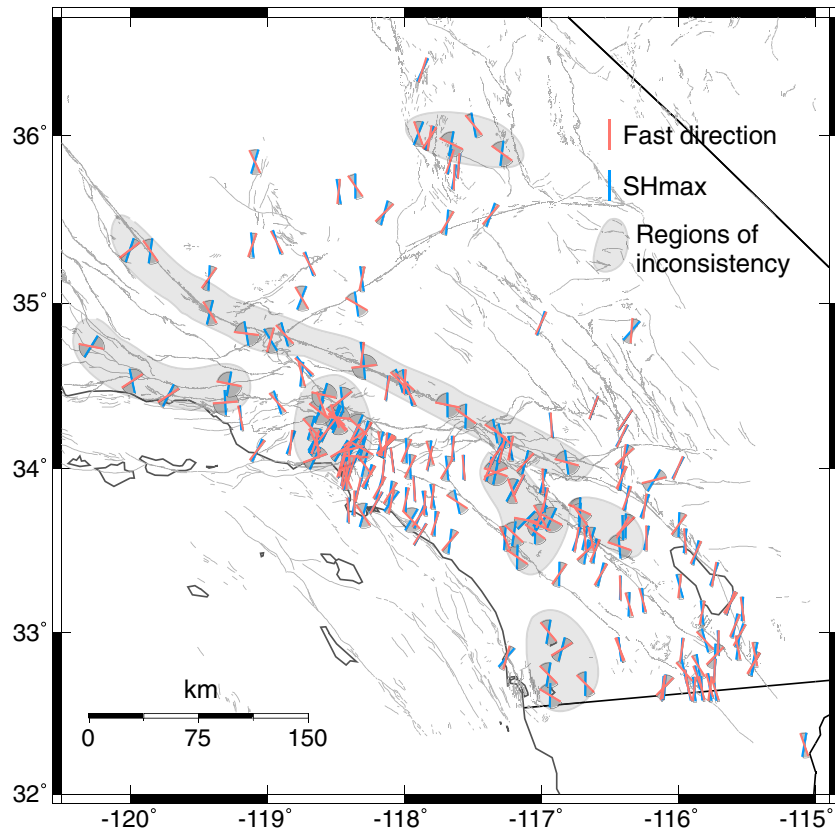 36°
Fast direction
SHmax
Regions of
inconsistency
35°
34°
33°
km
0 75 150
32°
-120° -119° -118° -117° -116° -115°